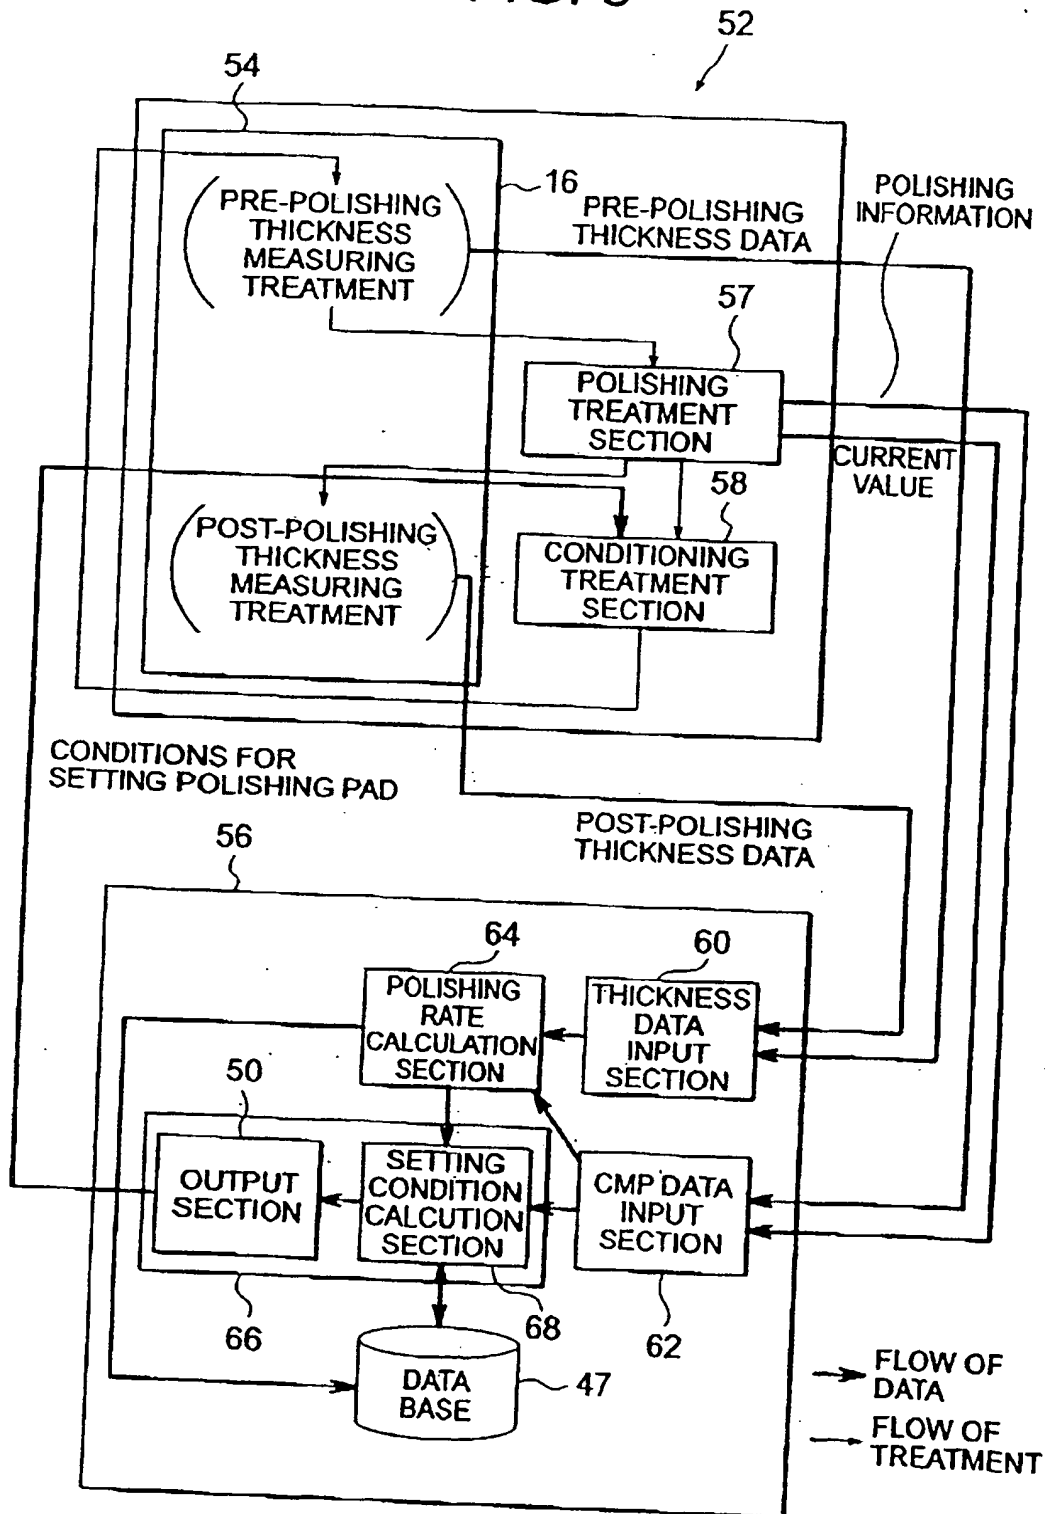 52
54
16
PRE-POLISHING
THICKNESS
MEASURING
TREATMENT
PRE-POLISHING
THICKNESS DATA
POLISHING
INFORMATION
57
POLISHING
TREATMENT
SECTION
CURRENT
VALUE
58
POST-POLISHING
THICKNESS
MEASURING
TREATMENT
CONDITIONING
TREATMENT
SECTION
CONDITIONS FOR
SETTING POLISHING PAD
POST-POLISHING
THICKNESS DATA
56
64
60
POLISHING
RATE
CALCULATION
SECTION
THICKNESS
DATA
INPUT
SECTION
50
OUTPUT
SECTION
SETTING
CONDITION
CALCUTION
SECTION
CMP DATA
INPUT
SECTION
66
68
62
DATA
BASE
47
FLOW OF
DATA
FLOW OF
TREATMENT